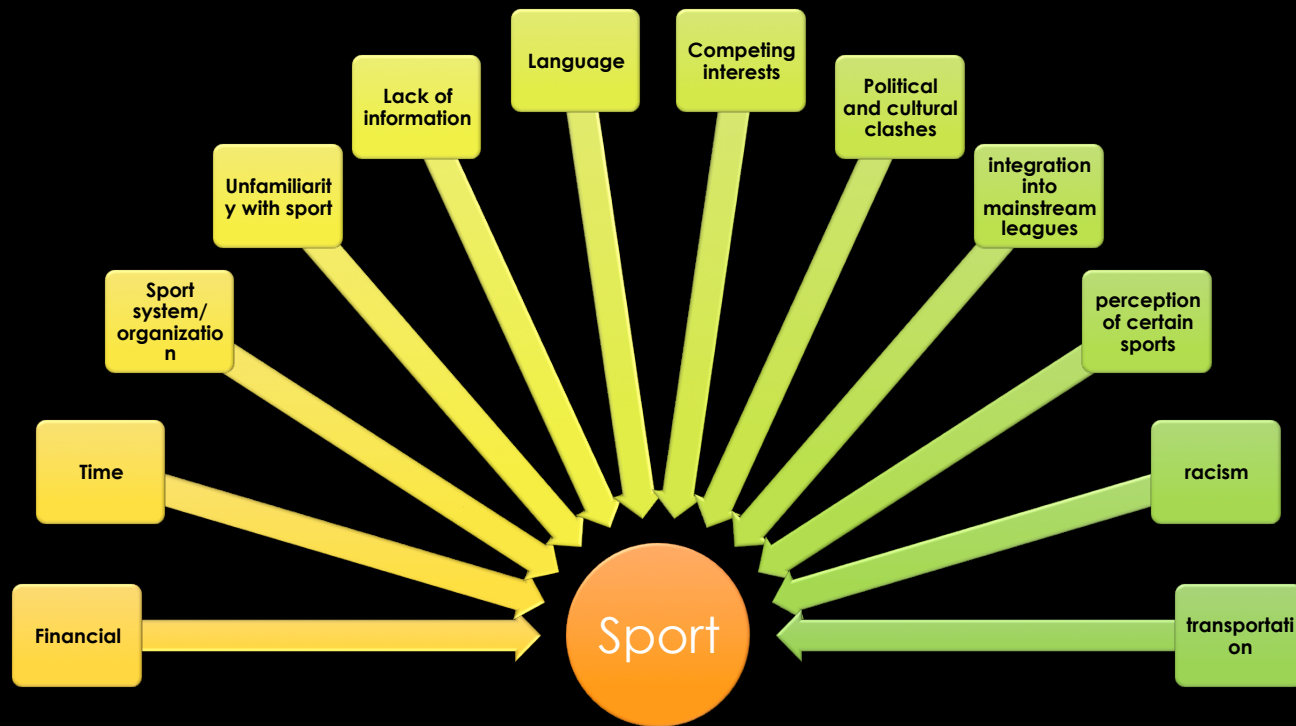 Financial
Time
Sport
system/
organizatio
n
Unfamiliarit
y with sport
Lack of
information
Language
Competing
interests
Political
and cultural
clashes
integration
into
mainstream
leagues
perception
of certain
sports
racism
transportati
on
Sport